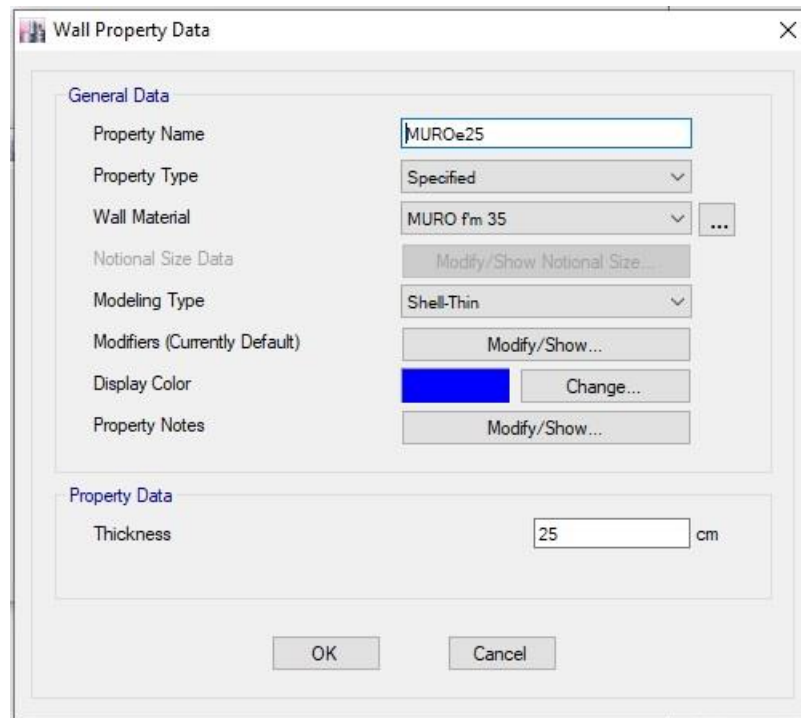 Wall Property Data
General Data
Property Name MUROe25
Property Type Specified
Wall Material MURO f'm 35 ...
Notional Size Data Modify/Show Notional Size...
Modeling Type Shell-Thin
Modifiers (Currently Default) Modify/Show...
Display Color Change...
Property Notes Modify/Show...
Property Data
Thickness 25 cm
OK Cancel